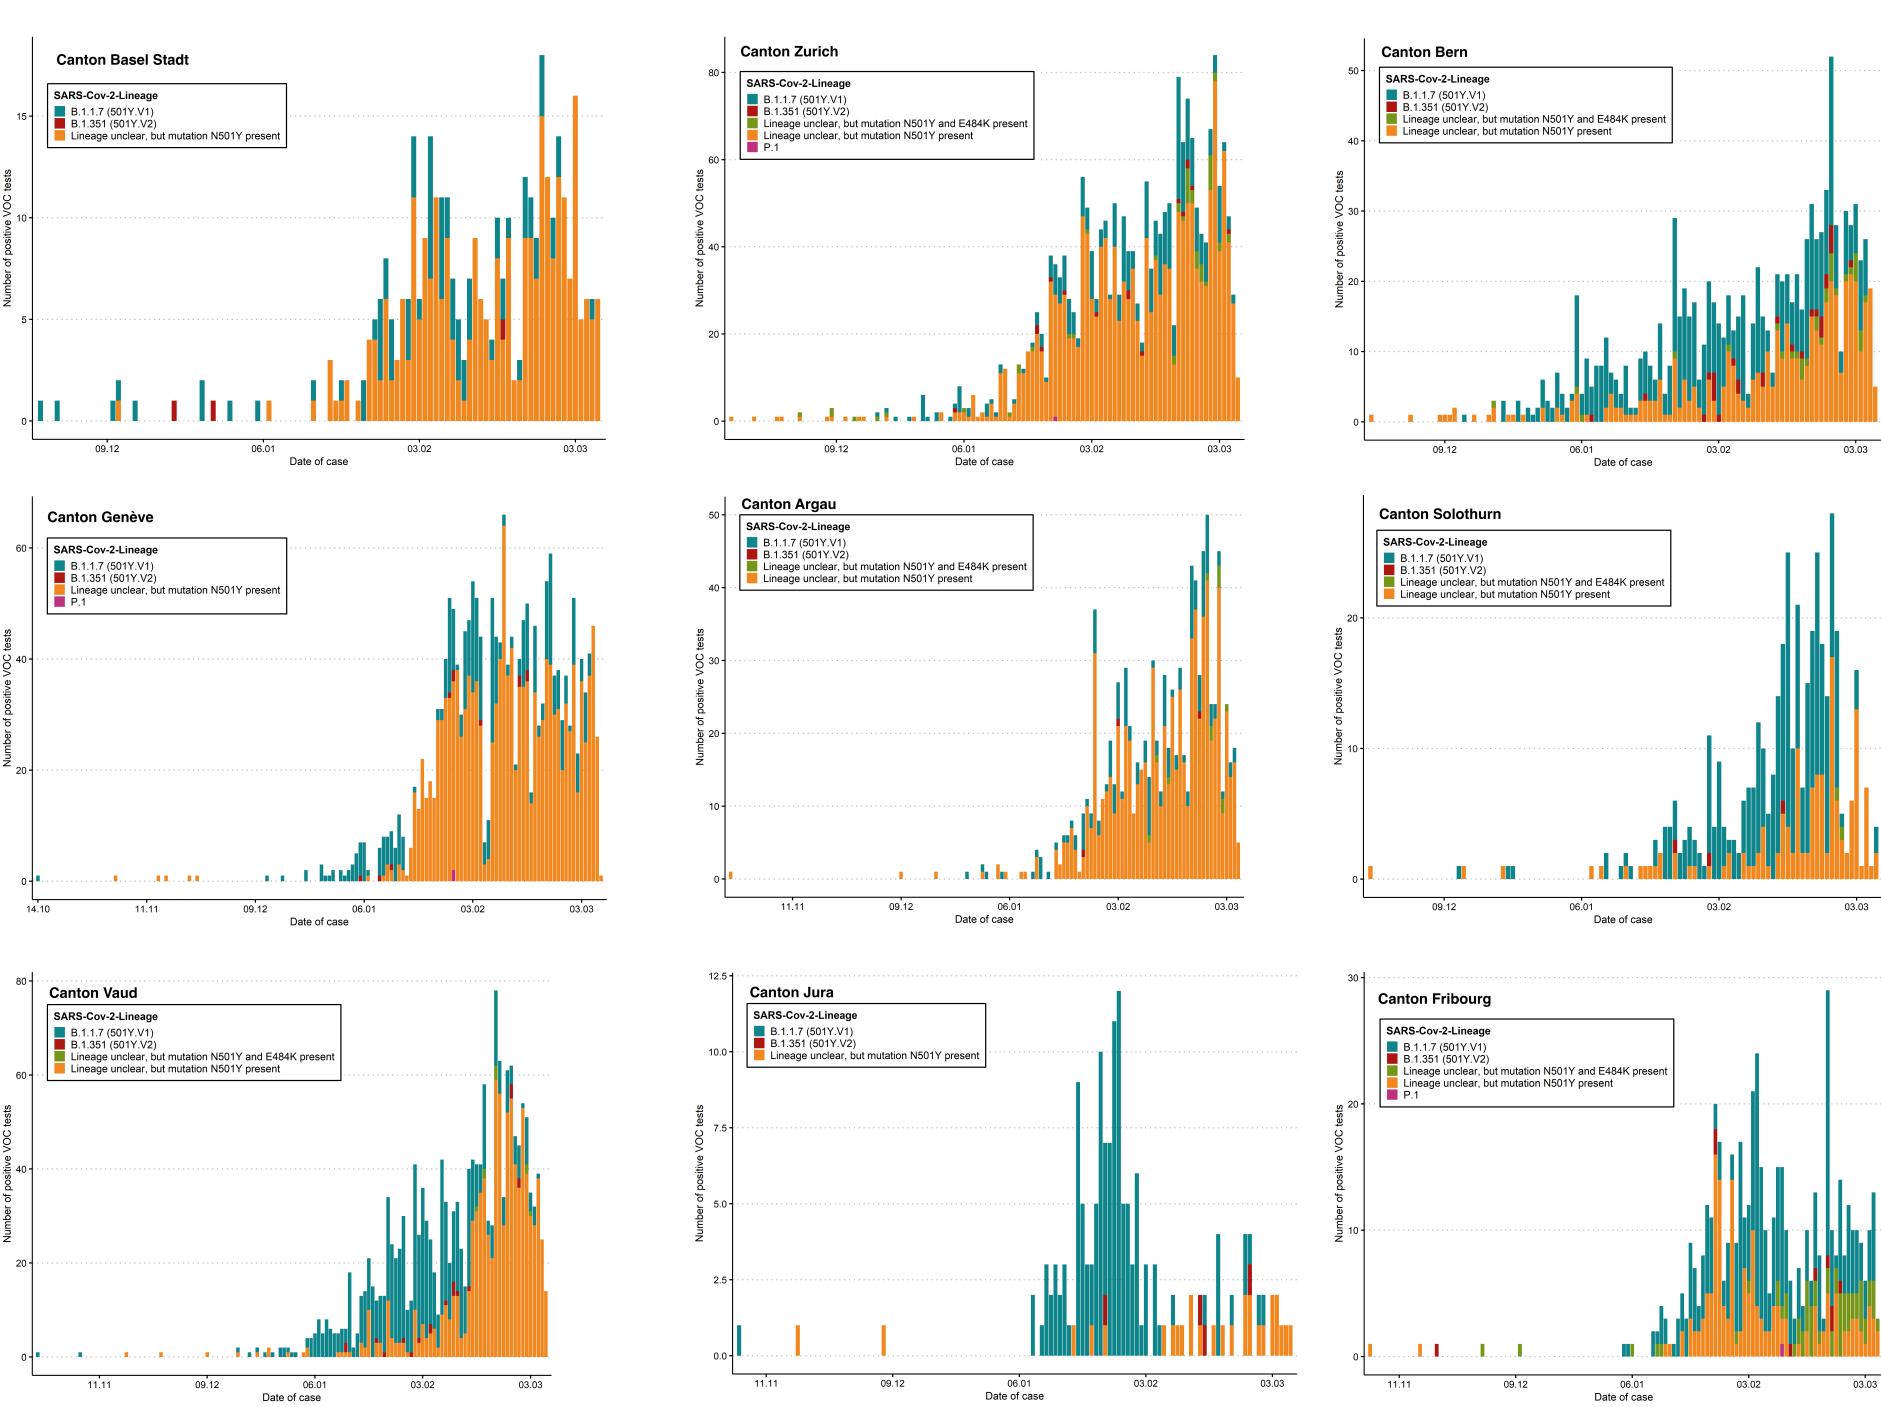 Canton Basel Stadt
SARS-Cov-2-Lineage
B.1.1.7 (501Y.V1)
B.1.351 (501Y.V2)
Lineage unclear, but mutation N501Y present
Number of positive VOC tests
15
10
5
0
09.12 06.01 03.02 03.03
Date of case
Canton Zurich
SARS-Cov-2-Lineage
B.1.1.7 (501Y.V1)
B.1.351 (501Y.V2)
Lineage unclear, but mutation N501Y and E484K present
Lineage unclear, but mutation N501Y present
P.1
Number of positive VOC tests
80
60
40
20
0
09.12 06.01 03.02 03.03
Date of case
Canton Bern
SARS-Cov-2-Lineage
B.1.1.7 (501Y.V1)
B.1.351 (501Y.V2)
Lineage unclear, but mutation N501Y and E484K present
Lineage unclear, but mutation N501Y present
Number of positive VOC tests
50
40
30
20
10
0
09.12 06.01 03.02 03.03
Date of case
Canton Genève
SARS-Cov-2-Lineage
B.1.1.7 (501Y.V1)
B.1.351 (501Y.V2)
Lineage unclear, but mutation N501Y present
P.1
Number of positive VOC tests
60
40
20
0
14.10 11.11 09.12 06.01 03.02 03.03
Date of case
Canton Argau
SARS-Cov-2-Lineage
B.1.1.7 (501Y.V1)
B.1.351 (501Y.V2)
Lineage unclear, but mutation N501Y and E484K present
Lineage unclear, but mutation N501Y present
Number of positive VOC tests
50
40
30
20
10
0
11.11 09.12 06.01 03.02 03.03
Date of case
Canton Solothurn
SARS-Cov-2-Lineage
B.1.1.7 (501Y.V1)
B.1.351 (501Y.V2)
Lineage unclear, but mutation N501Y and E484K present
Lineage unclear, but mutation N501Y present
Number of positive VOC tests
20
10
0
09.12 06.01 03.02 03.03
Date of case
Canton Vaud
SARS-Cov-2-Lineage
B.1.1.7 (501Y.V1)
B.1.351 (501Y.V2)
Lineage unclear, but mutation N501Y and E484K present
Lineage unclear, but mutation N501Y present
Number of positive VOC tests
80
60
40
20
0
11.11 09.12 06.01 03.02 03.03
Date of case
Canton Jura
SARS-Cov-2-Lineage
B.1.1.7 (501Y.V1)
B.1.351 (501Y.V2)
Lineage unclear, but mutation N501Y present
Number of positive VOC tests
12.5
10.0
7.5
5.0
2.5
0.0
11.11 09.12 06.01 03.02 03.03
Date of case
Canton Fribourg
SARS-Cov-2-Lineage
B.1.1.7 (501Y.V1)
B.1.351 (501Y.V2)
Lineage unclear, but mutation N501Y and E484K present
Lineage unclear, but mutation N501Y present
P.1
Number of positive VOC tests
30
20
10
0
11.11 09.12 06.01 03.02 03.03
Date of case